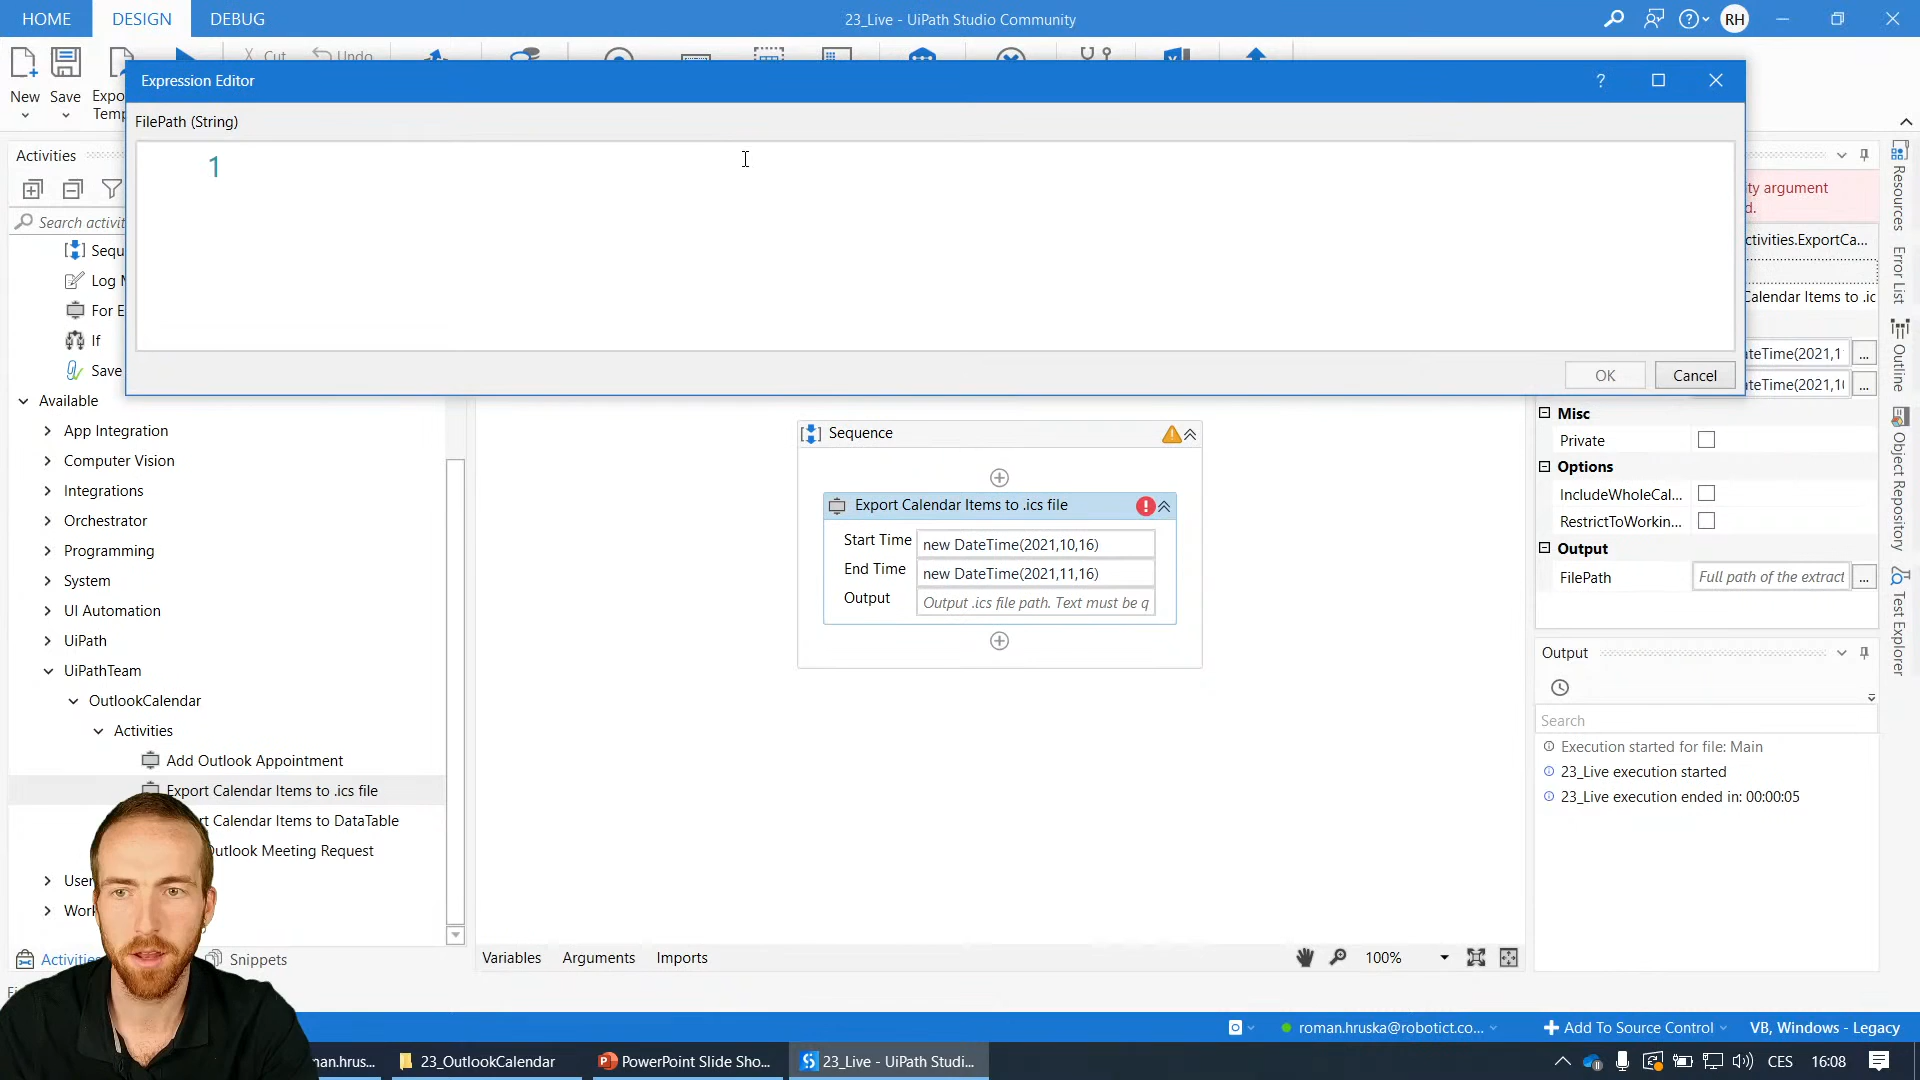 HOME
DESIGN
DEBUG
23_Live - UiPath Studio Community
RH
Cut
Undo
New
Save
Expo
Temp
Expression Editor
?
FilePath (String)
1
OK
Cancel
Activities
Search activit
Sequ
Log M
For E
If
Save
Available
App Integration
Computer Vision
Integrations
Orchestrator
Programming
System
UI Automation
UiPath
UiPathTeam
OutlookCalendar
Activities
Add Outlook Appointment
Export Calendar Items to .ics file
rt Calendar Items to DataTable
Outlook Meeting Request
User
Work
Activities
Snippets
Sequence
Export Calendar Items to .ics file
Start Time
new DateTime(2021,10,16)
End Time
new DateTime(2021,11,16)
Output
Output .ics file path. Text must be q
Variables
Arguments
Imports
100%
ty argument
d.
ctivities.ExportCa...
Calendar Items to .ic
ateTime(2021,1
...
ateTime(2021,10
...
Misc
Private
Options
IncludeWholeCal...
RestrictToWorkin...
Output
FilePath
Full path of the extract
...
Output
Search
Execution started for file: Main
23_Live execution started
23_Live execution ended in: 00:00:05
Resources
Error List
Outline
Object Repository
Test Explorer
roman.hruska@robotict.co...
Add To Source Control
VB, Windows - Legacy
man.hrus...
23_OutlookCalendar
PowerPoint Slide Sho...
23_Live - UiPath Studi...
CES
16:08